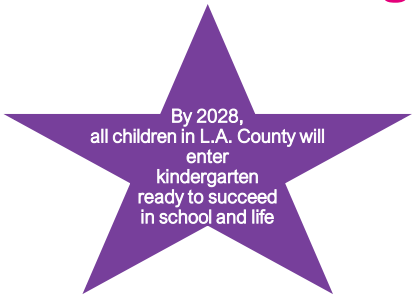 By 2028,
all children in L.A. County will
enter
kindergarten
ready to succeed
in school and life